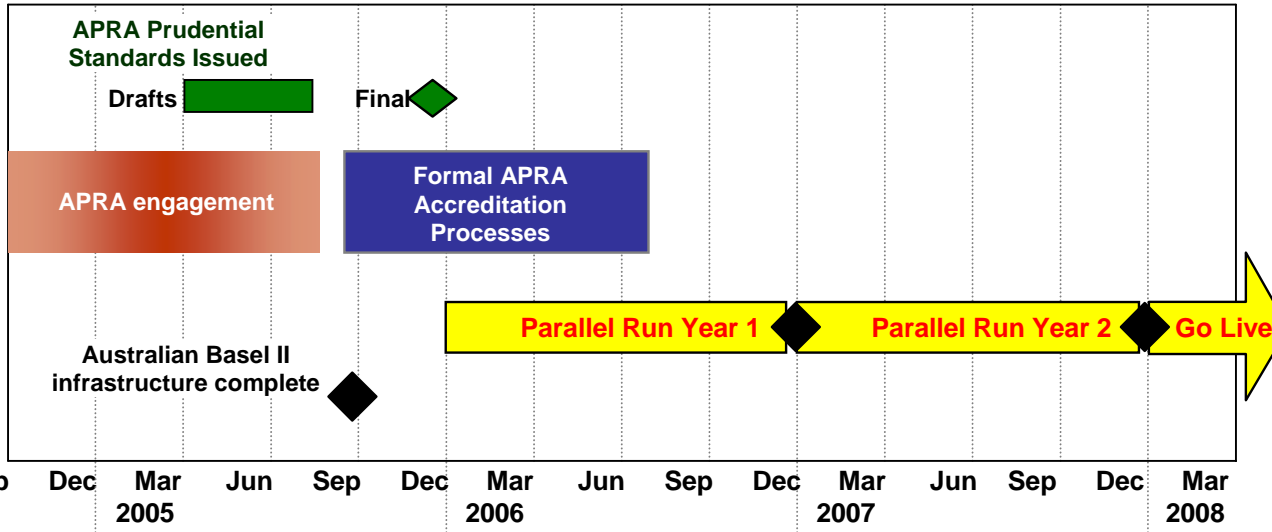 APRA Prudential
Standards Issued
Drafts
Final
APRA engagement
Formal APRA
Accreditation
Processes
Parallel Run Year 1
Parallel Run Year 2
Go Live
Australian Basel II
infrastructure complete
Dec Mar Jun Sep Dec Mar Jun Sep Dec Mar Jun Sep Dec Mar
2005 2006 2007 2008